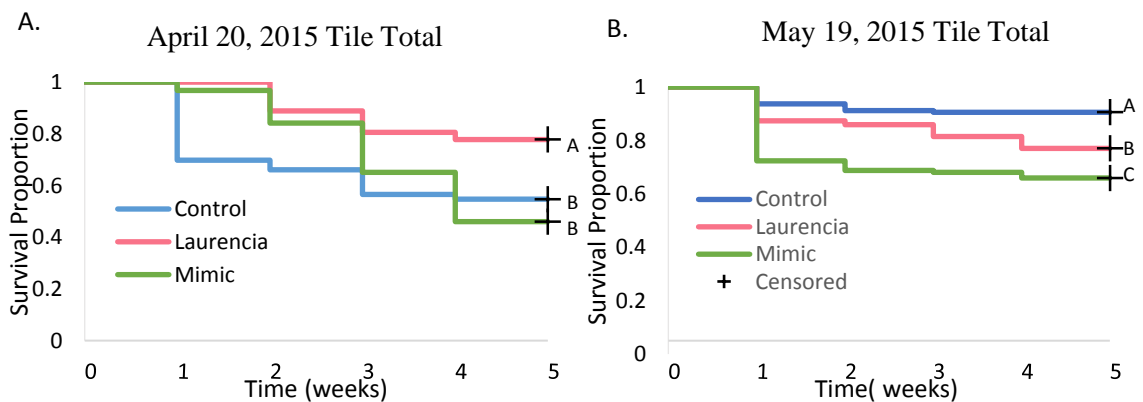 A.
April 20, 2015 Tile Total
Survival Proportion
1
0.8
0.6
0.4
0.2
0
0 1 2 3 4 5
Time (weeks)
Control
Laurencia
Mimic
A
B
B
B.
May 19, 2015 Tile Total
Survival Proportion
1
0.8
0.6
0.4
0.2
0
0 1 2 3 4 5
Time( weeks)
Control
Laurencia
Mimic
Censored
A
B
C